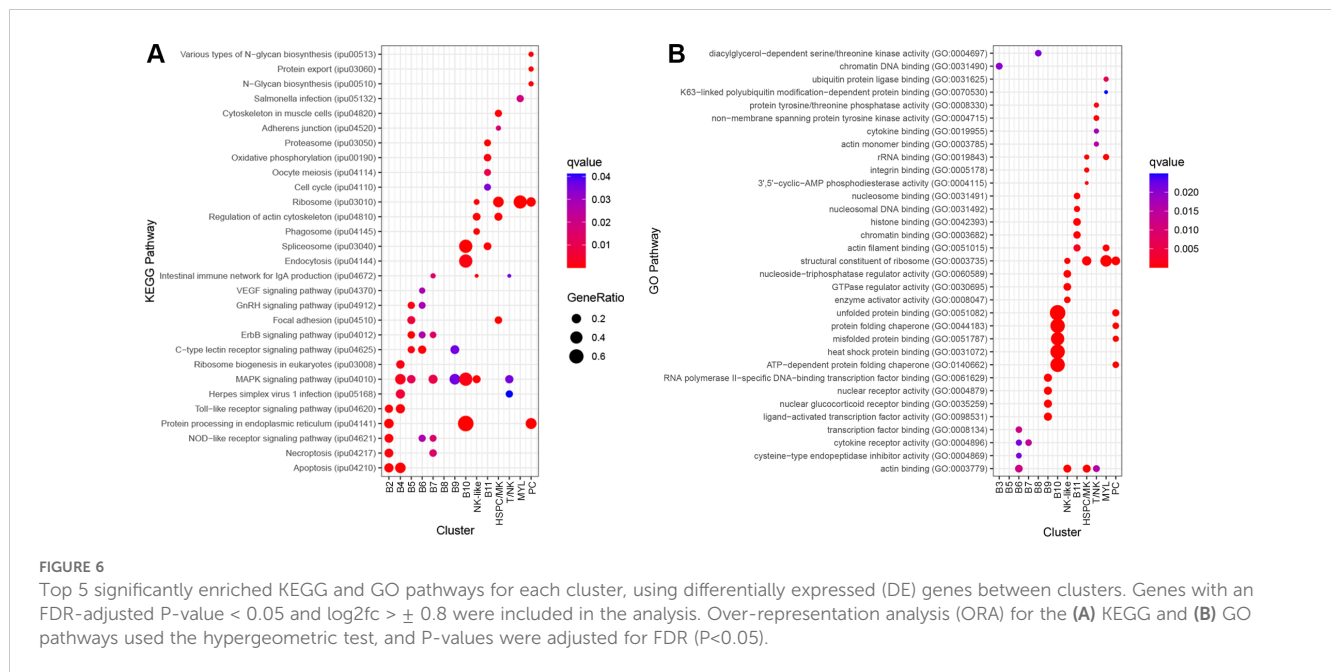 A
Various types of N−glycan biosynthesis (ipu00513)
Protein export (ipu03060)
N−Glycan biosynthesis (ipu00510)
Salmonella infection (ipu05132)
Cytoskeleton in muscle cells (ipu04820)
Adherens junction (ipu04520)
Proteasome (ipu03050)
Oxidative phosphorylation (ipu00190)
Oocyte meiosis (ipu04114)
Cell cycle (ipu04110)
Ribosome (ipu03010)
Regulation of actin cytoskeleton (ipu04810)
Phagosome (ipu04145)
Spliceosome (ipu03040)
Endocytosis (ipu04144)
Intestinal immune network for IgA production (ipu04672)
VEGF signaling pathway (ipu04370)
GnRH signaling pathway (ipu04912)
Focal adhesion (ipu04510)
ErbB signaling pathway (ipu04012)
C−type lectin receptor signaling pathway (ipu04625)
Ribosome biogenesis in eukaryotes (ipu03008)
MAPK signaling pathway (ipu04010)
Herpes simplex virus 1 infection (ipu05168)
Toll−like receptor signaling pathway (ipu04620)
Protein processing in endoplasmic reticulum (ipu04141)
NOD−like receptor signaling pathway (ipu04621)
Necroptosis (ipu04217)
Apoptosis (ipu04210)
KEGG Pathway
B2
B4
B5
B6
B7
B8
B9
B10
NK-like
B11
HSPC/MK
T/NK
MYL
PC
Cluster
qvalue
0.04
0.03
0.02
0.01
GeneRatio
0.2
0.4
0.6
B
diacylglycerol−dependent serine/threonine kinase activity (GO:0004697)
chromatin DNA binding (GO:0031490)
ubiquitin protein ligase binding (GO:0031625)
K63−linked polyubiquitin modification−dependent protein binding (GO:0070530)
protein tyrosine/threonine phosphatase activity (GO:0008330)
non−membrane spanning protein tyrosine kinase activity (GO:0004715)
cytokine binding (GO:0019955)
actin monomer binding (GO:0003785)
rRNA binding (GO:0019843)
integrin binding (GO:0005178)
3',5'−cyclic−AMP phosphodiesterase activity (GO:0004115)
nucleosome binding (GO:0031491)
nucleosomal DNA binding (GO:0031492)
histone binding (GO:0042393)
chromatin binding (GO:0003682)
actin filament binding (GO:0051015)
structural constituent of ribosome (GO:0003735)
nucleoside−triphosphatase regulator activity (GO:0060589)
GTPase regulator activity (GO:0030695)
enzyme activator activity (GO:0008047)
unfolded protein binding (GO:0051082)
protein folding chaperone (GO:0044183)
misfolded protein binding (GO:0051787)
heat shock protein binding (GO:0031072)
ATP−dependent protein folding chaperone (GO:0140662)
RNA polymerase II−specific DNA−binding transcription factor binding (GO:0061629)
nuclear receptor activity (GO:0004879)
nuclear glucocorticoid receptor binding (GO:0035259)
ligand−activated transcription factor activity (GO:0098531)
transcription factor binding (GO:0008134)
cytokine receptor activity (GO:0004896)
cysteine−type endopeptidase inhibitor activity (GO:0004869)
actin binding (GO:0003779)
GO Pathway
B3
B5
B6
B7
B8
B9
B10
NK-like
B11
HSPC/MK
T/NK
MYL
PC
Cluster
qvalue
0.020
0.015
0.010
0.005
FIGURE 6
Top 5 significantly enriched KEGG and GO pathways for each cluster, using differentially expressed (DE) genes between clusters. Genes with an
FDR-adjusted P-value < 0.05 and log2fc > ± 0.8 were included in the analysis. Over-representation analysis (ORA) for the (A) KEGG and (B) GO
pathways used the hypergeometric test, and P-values were adjusted for FDR (P<0.05).